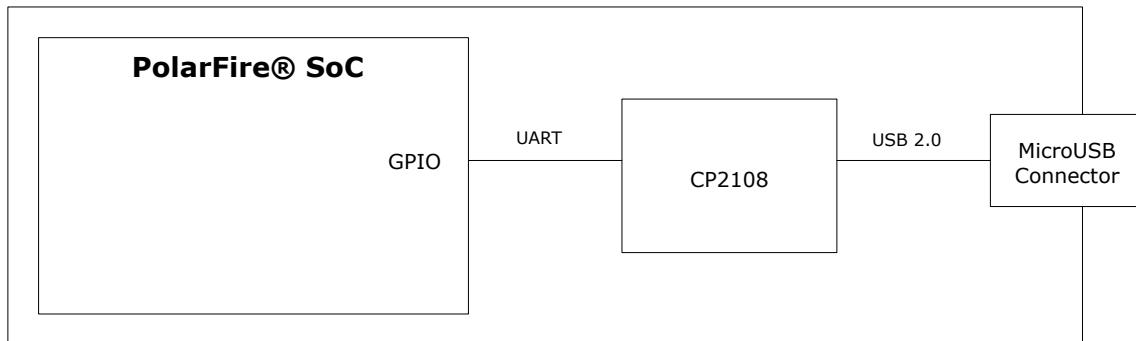 PolarFire® SoC
GPIO
UART
CP2108
USB 2.0
MicroUSB
Connector